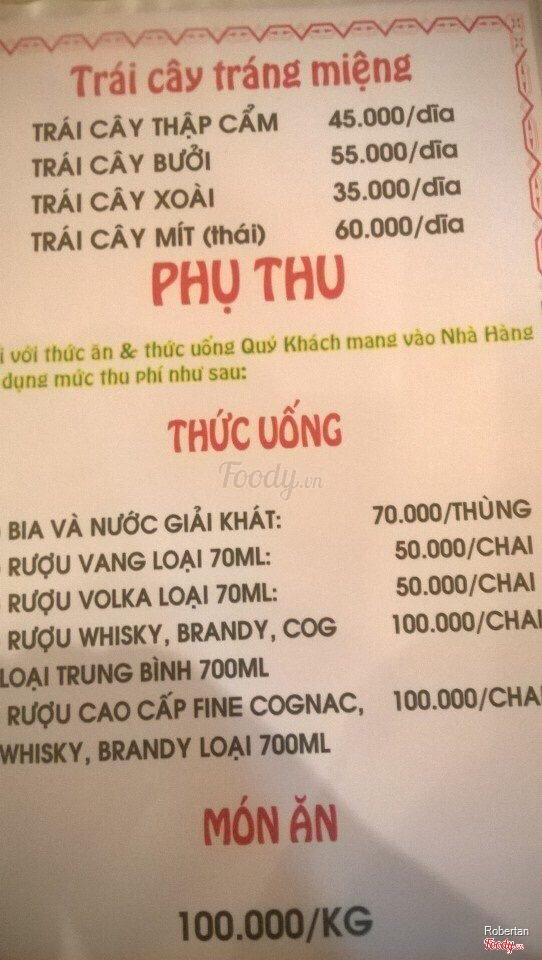 Trái cây tráng miệng
TRÁI CÂY THẬP CẨM 45.000/dĩa
TRÁI CÂY BƯỞI 55.000/dĩa
TRÁI CÂY XOÀI 35.000/dĩa
TRÁI CÂY MÍT (thái) 60.000/dĩa
PHỤ THU
i với thức ăn & thức uống Quý Khách mang vào Nhà Hàng
dụng mức thu phí như sau:
THỨC UỐNG
Foody.vn
BIA VÀ NƯỚC GIẢI KHÁT: 70.000/THÙNG
RƯỢU VANG LOẠI 70ML: 50.000/CHAI
RƯỢU VOLKA LOẠI 70ML: 50.000/CHAI
RƯỢU WHISKY, BRANDY, COG 100.000/CHAI
LOẠI TRUNG BÌNH 700ML
RƯỢU CAO CẤP FINE COGNAC, 100.000/CHAI
WHISKY, BRANDY LOẠI 700ML
MÓN ĂN
100.000/KG
Robertan
Foody.vn